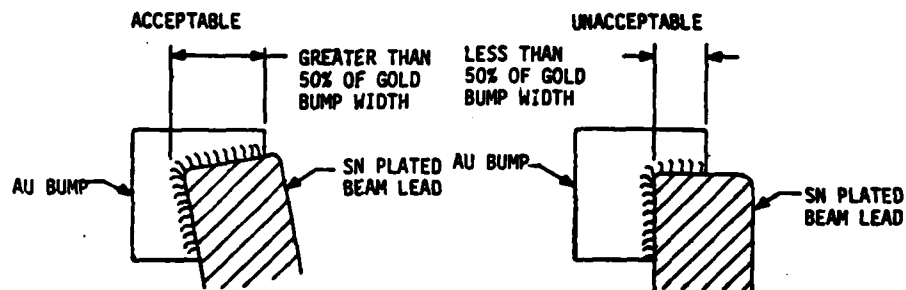 ACCEPTABLE
GREATER THAN
50% OF GOLD
BUMP WIDTH
AU BUMP
SN PLATED
BEAM LEAD
UNACCEPTABLE
LESS THAN
50% OF GOLD
BUMP WIDTH
AU BUMP
SN PLATED
BEAM LEAD